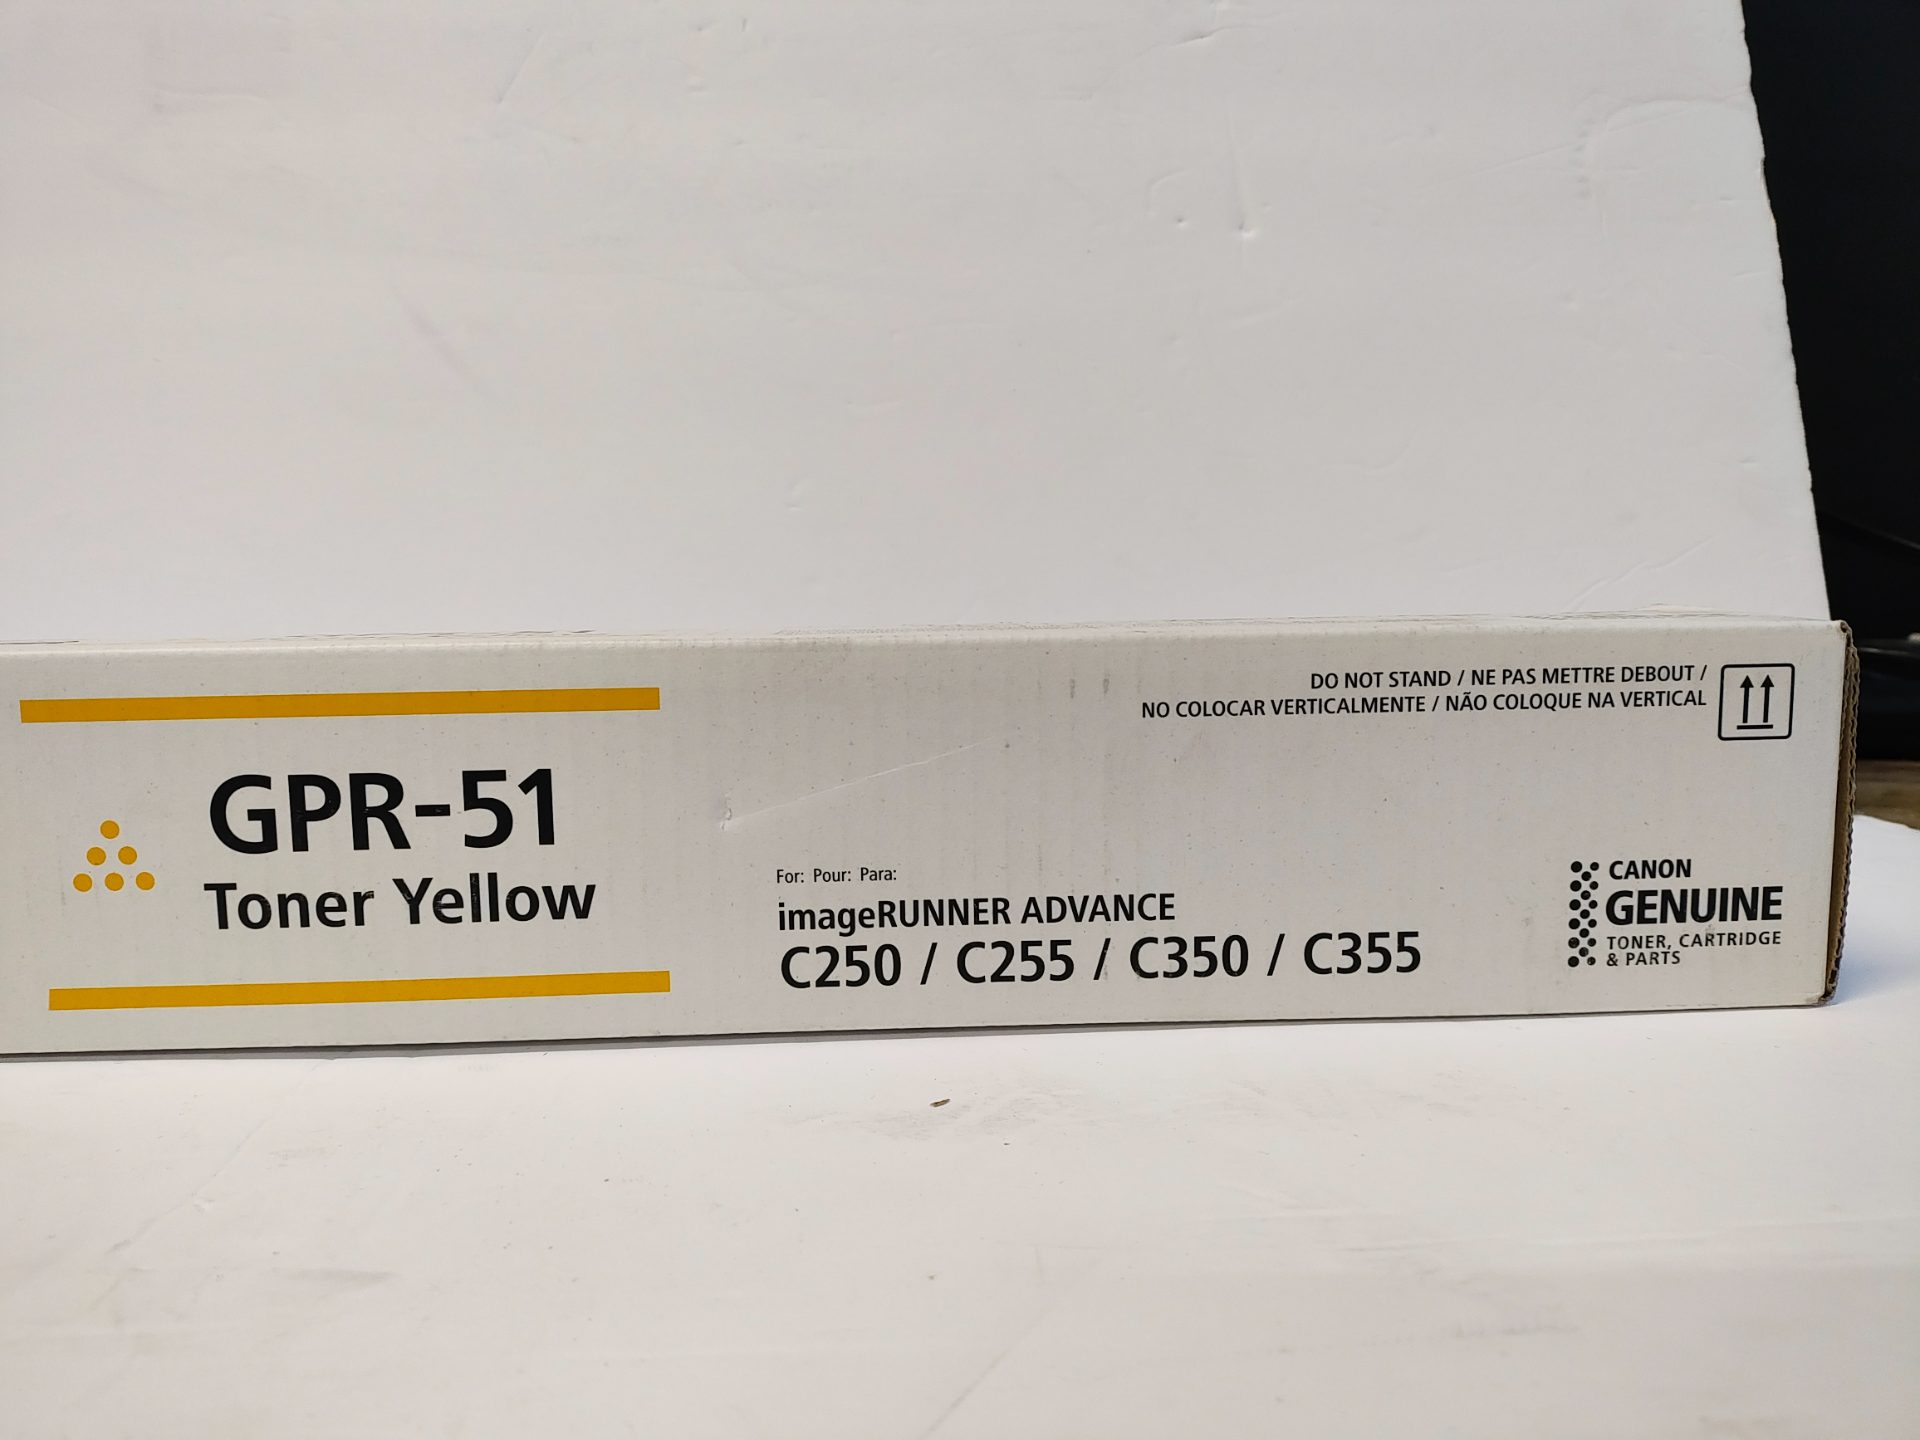 GPR-51
Toner Yellow
DO NOT STAND / NE PAS METTRE DEBOUT /
NO COLOCAR VERTICALMENTE / NÃO COLOQUE NA VERTICAL
For: Pour: Para:
imageRUNNER ADVANCE
C250 / C255 / C350 / C355
CANON
GENUINE
TONER, CARTRIDGE
& PARTS